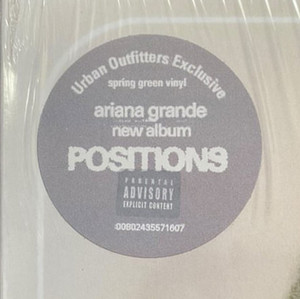 Urban Outfitters Exclusive
spring green vinyl
ariana grande
new album
POSITIONS
PARENTAL
ADVISORY
EXPLICIT CONTENT
00602435571607